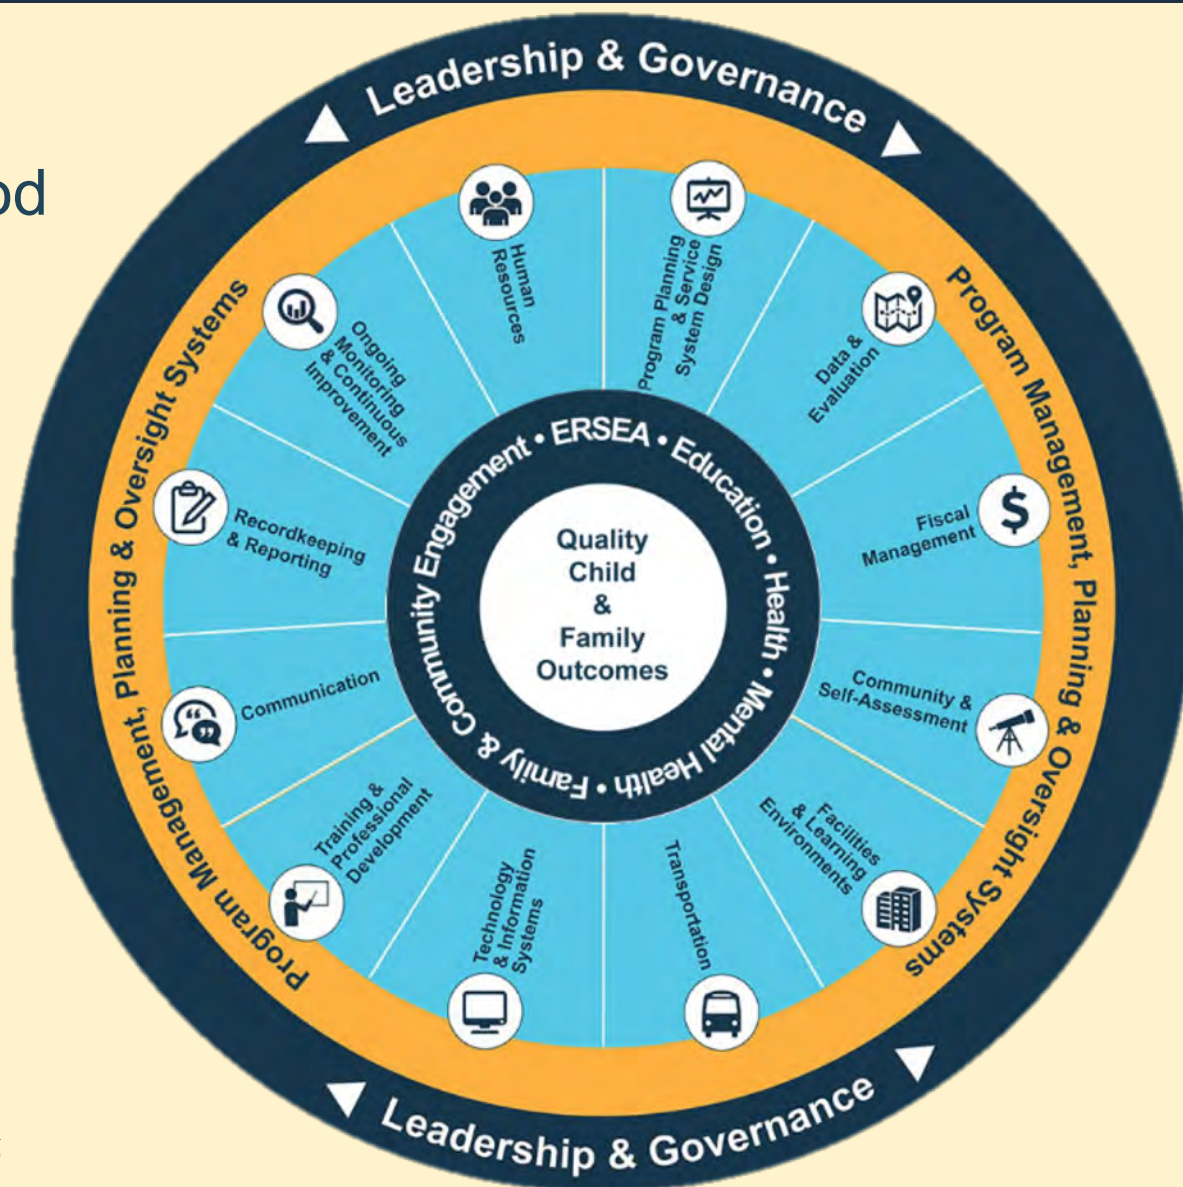 Leadership & Governance
od
Program Management, Planning & Oversight Systems
Program Management, Planning & Oversight Systems
Program Planning
& Service
System Design
Data &
Evaluation
Fiscal
Management
Community &
Self-Assessment
Facilities
& Learning
Environments
Transportation
Technology
& Information
Systems
Training &
Professional
Development
Communication
Recordkeeping
& Reporting
Ongoing
Monitoring
& Continuous
Improvement
Human
Resources
$
ERSEA • Education • Health • Mental Health • Family & Community Engagement •
Quality
Child
&
Family
Outcomes
Leadership & Governance